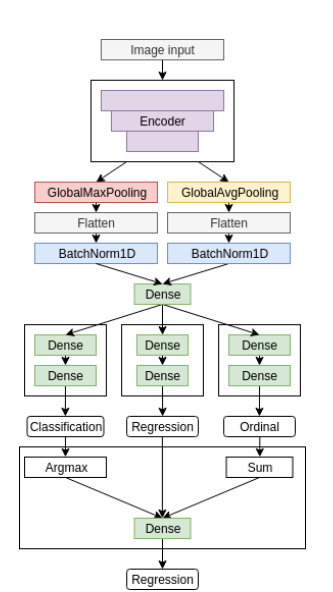 Image input
Encoder
GlobalMaxPooling GlobalAvgPooling
Flatten Flatten
BatchNorm1D BatchNorm1D
Dense
Dense Dense Dense
Dense Dense Dense
Classification Regression Ordinal
Argmax Sum
Dense
Regression